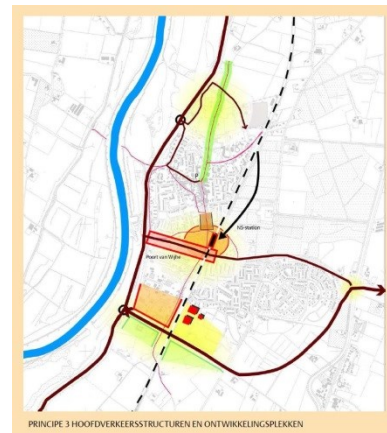 NS-station
Poort van Wijhe
PRINCIPE 3 HOOFDVERKEERSSTRUCTUREN EN ONTWIKKELINGSPLEKKEN